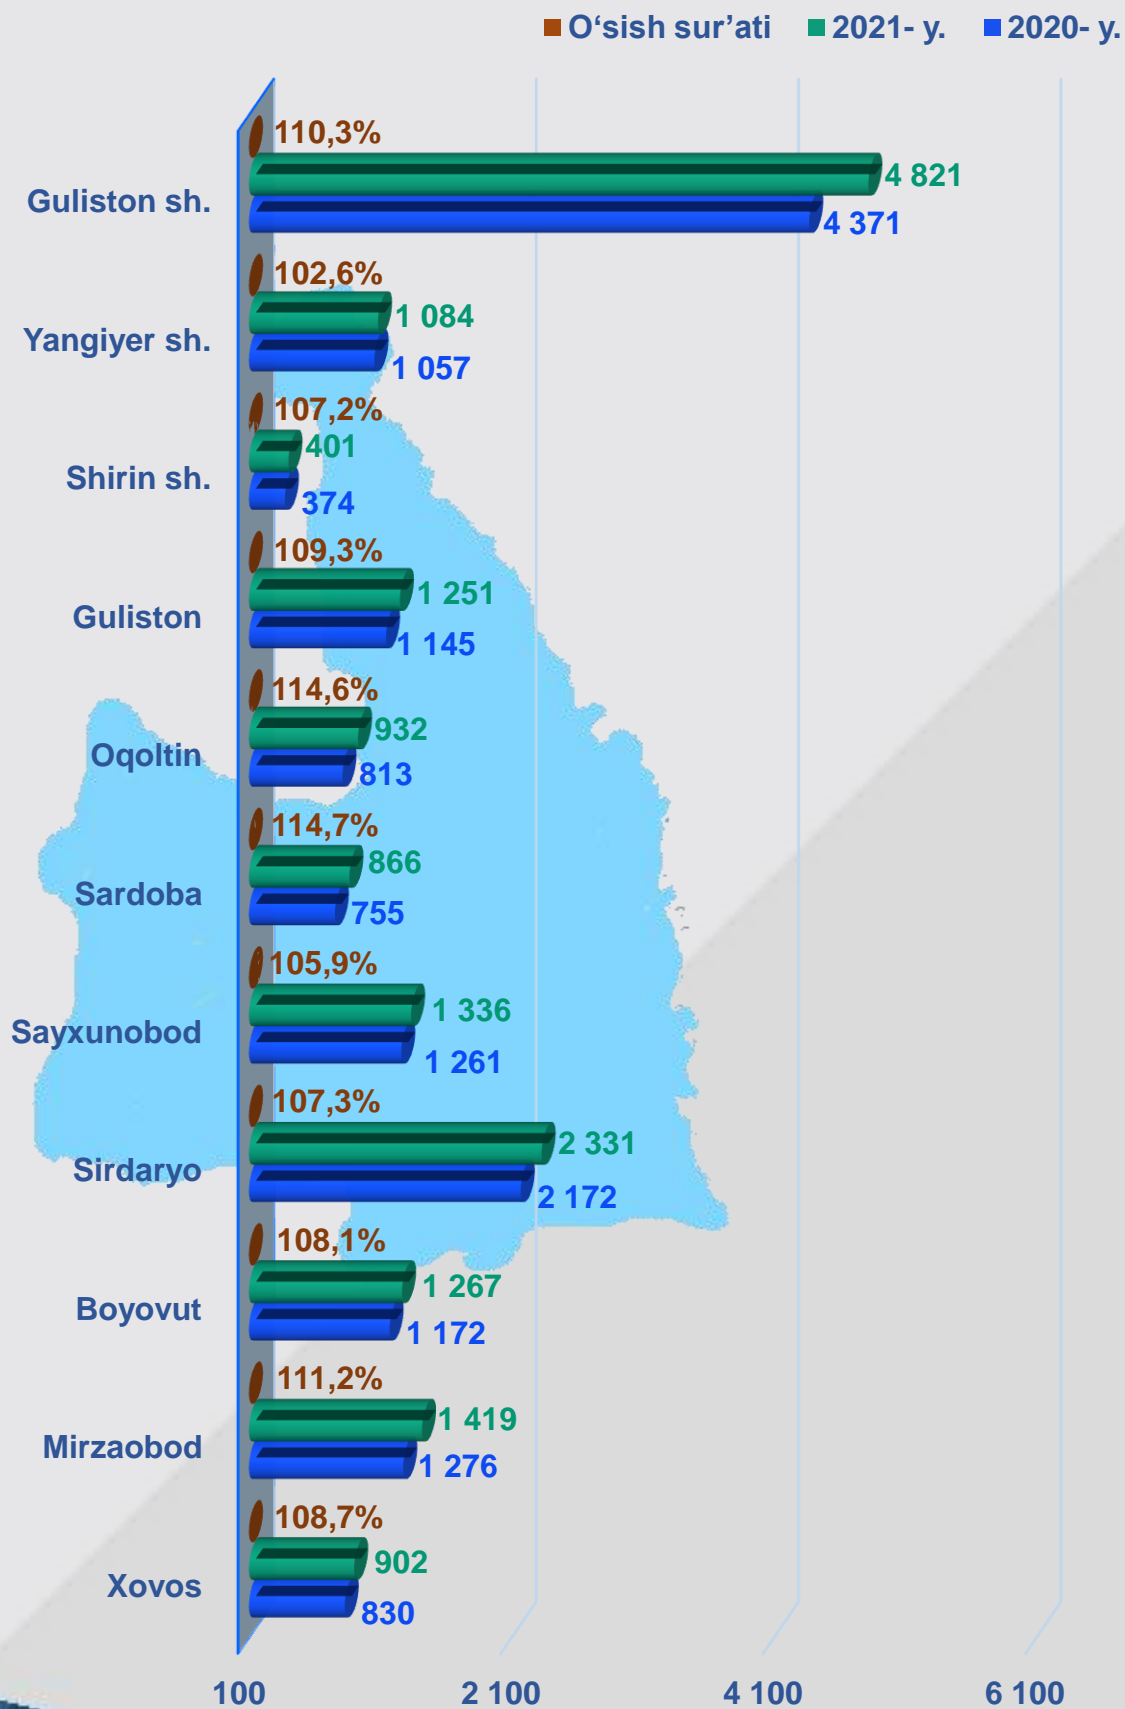 O‘sish sur’ati 2021- y. 2020- y.
110,3%
Guliston sh.
4 821
4 371
102,6%
Yangiyer sh.
1 084
1 057
107,2%
Shirin sh.
401
374
109,3%
Guliston
1 251
1 145
114,6%
Oqoltin
932
813
114,7%
Sardoba
866
755
105,9%
Sayxunobod
1 336
1 261
107,3%
Sirdaryo
2 331
2 172
108,1%
Boyovut
1 267
1 172
111,2%
Mirzaobod
1 419
1 276
108,7%
Xovos
902
830
100 2 100 4 100 6 100